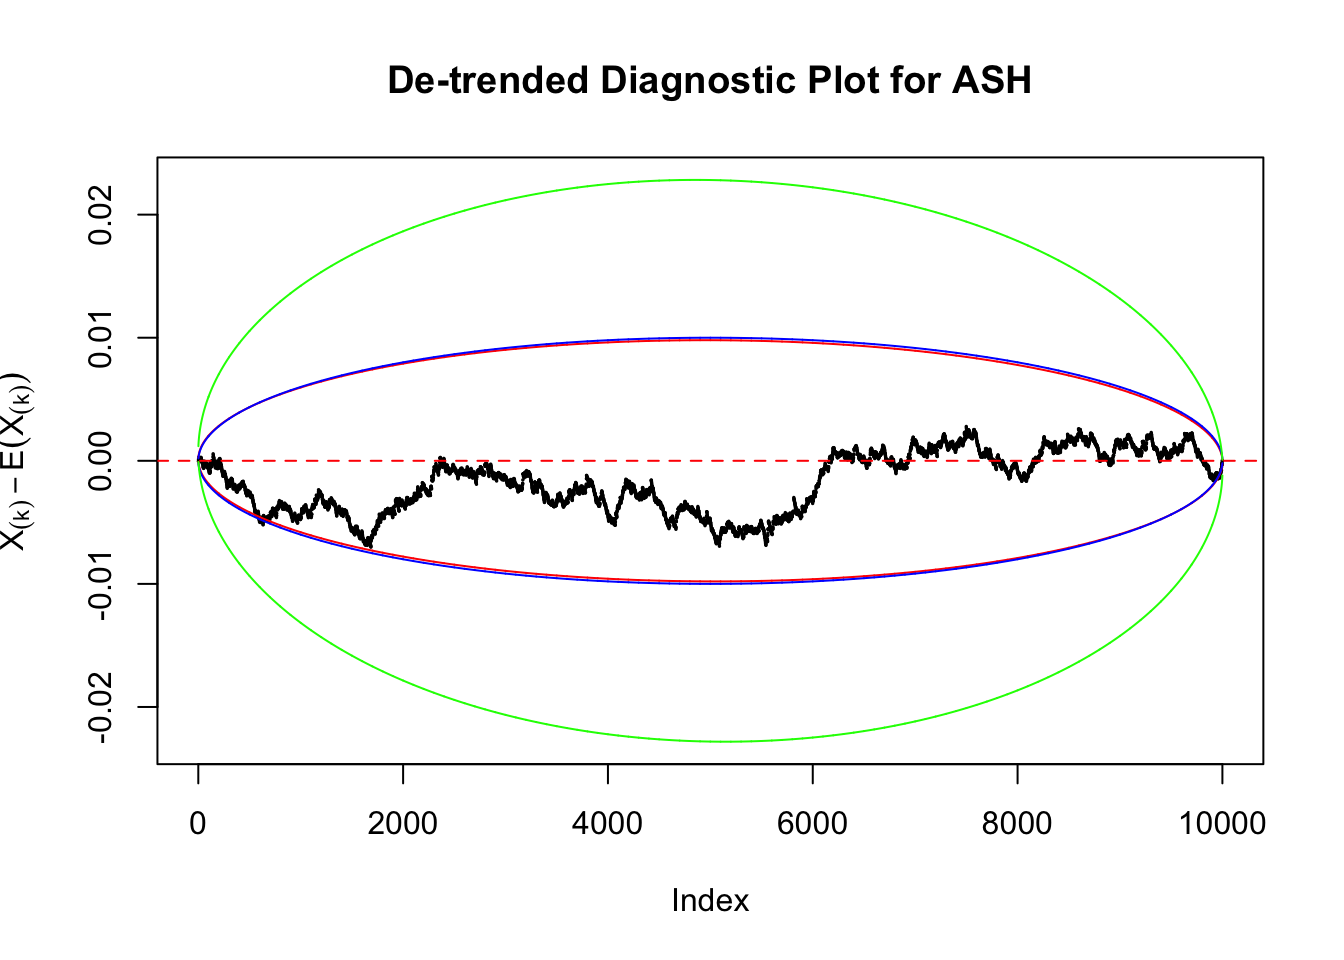 De-trended Diagnostic Plot for ASH
X(k) − E(X(k))
0.02
0.01
0.00
-0.01
-0.02
0 2000 4000 6000 8000 10000
Index